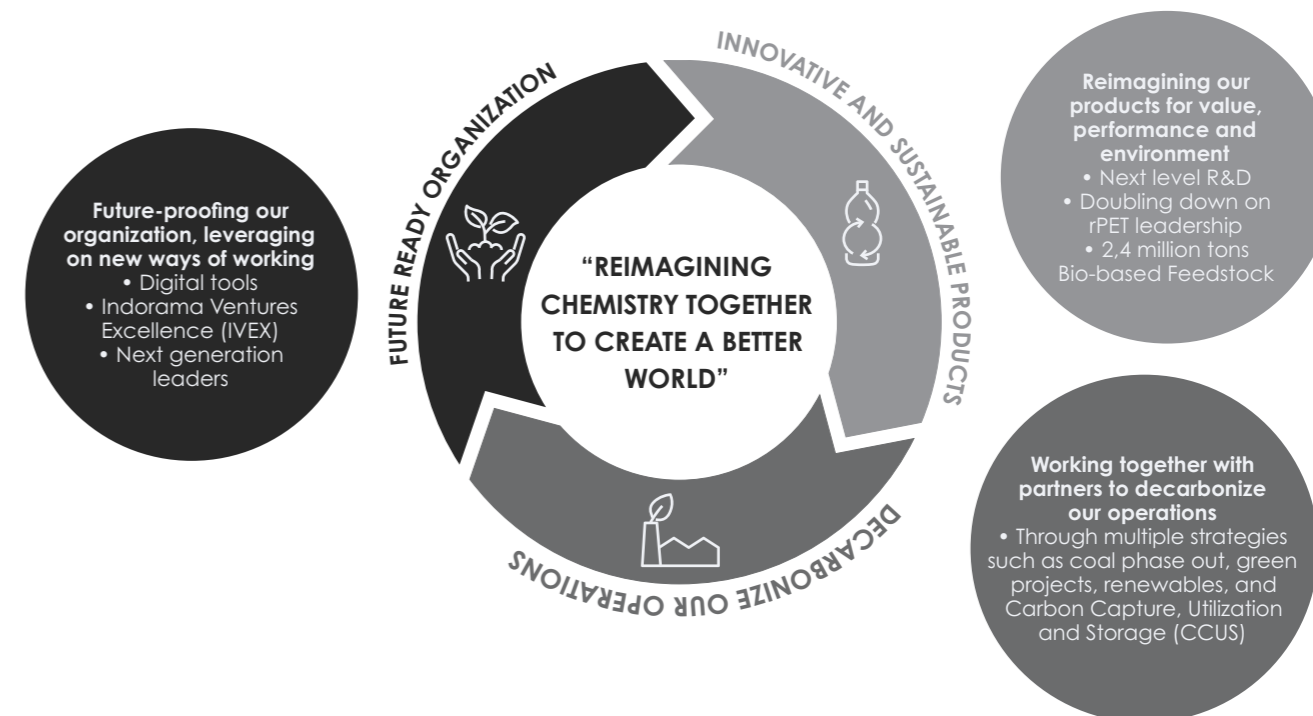 INNOVATIVE AND SUSTAINABLE PRODUCTS
FUTURE READY ORGANIZATION
DECARBONIZE OUR OPERATIONS
“REIMAGINING
CHEMISTRY TOGETHER
TO CREATE A BETTER
WORLD”
Future-proofing our
organization, leveraging
on new ways of working
• Digital tools
• Indorama Ventures
Excellence (IVEX)
• Next generation
leaders
Reimagining our
products for value,
performance and
environment
• Next level R&D
• Doubling down on
rPET leadership
• 2,4 million tons
Bio-based Feedstock
Working together with
partners to decarbonize
our operations
• Through multiple strategies
such as coal phase out, green
projects, renewables, and
Carbon Capture, Utilization
and Storage (CCUS)